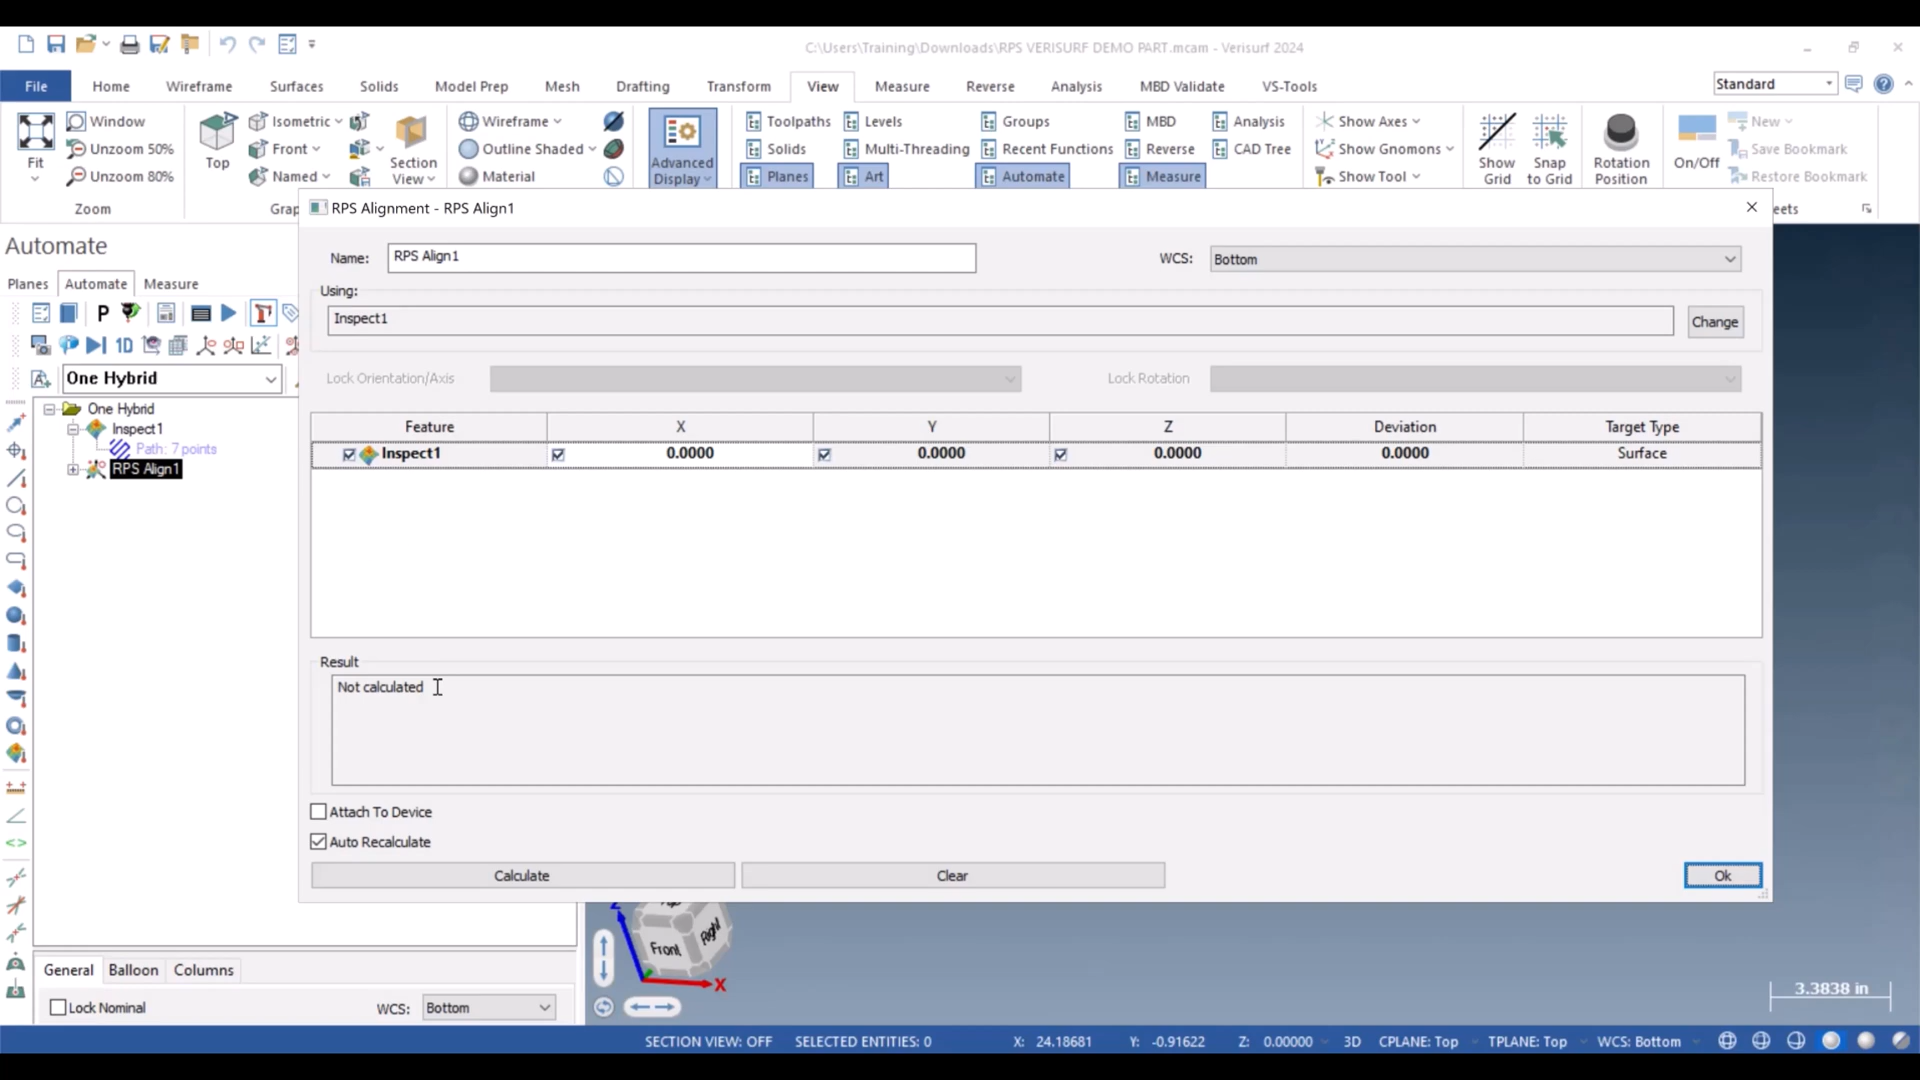 C:\Users\Training\Downloads\RPS VERISURF DEMO PART.mcam - Verisurf 2024
File Home Wireframe Surfaces Solids Model Prep Mesh Drafting Transform View Measure Reverse Analysis MBD Validate VS-Tools Standard
Window Isometric Wireframe Toolpaths Levels Groups MBD Analysis Show Axes New
Unzoom 50% Front Outline Shaded Solids Multi-Threading Recent Functions Reverse CAD Tree Show Gnomons Save Bookmark
Fit Top Section View Advanced Display Show Grid Snap to Grid Rotation Position On/Off
Unzoom 80% Named Material Planes Art Automate Measure Show Tool Restore Bookmark
Zoom Grap eets
RPS Alignment - RPS Align1
Automate
Name: RPS Align1 WCS: Bottom
Planes Automate Measure
Using:
P
Inspect1 Change
1D
One Hybrid
Lock Orientation/Axis Lock Rotation
One Hybrid
Inspect1
Path: 7 points
RPS Align1
Feature X Y Z Deviation Target Type
Inspect1 0.0000 0.0000 0.0000 0.0000 Surface
Result
Not calculated
Attach To Device
Auto Recalculate
Calculate Clear Ok
Z
Front Right
X
General Balloon Columns
Lock Nominal WCS: Bottom
3.3838 in
SECTION VIEW: OFF SELECTED ENTITIES: 0 X: 24.18681 Y: -0.91622 Z: 0.00000 3D CPLANE: Top TPLANE: Top WCS: Bottom